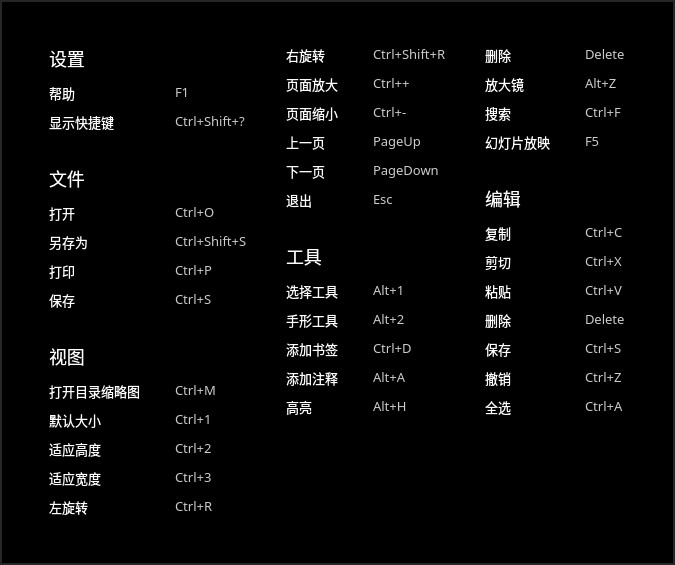 设置
帮助 F1
显示快捷键 Ctrl+Shift+?
文件
打开 Ctrl+O
另存为 Ctrl+Shift+S
打印 Ctrl+P
保存 Ctrl+S
视图
打开目录缩略图 Ctrl+M
默认大小 Ctrl+1
适应高度 Ctrl+2
适应宽度 Ctrl+3
左旋转 Ctrl+R
右旋转 Ctrl+Shift+R
页面放大 Ctrl++
页面缩小 Ctrl+-
上一页 PageUp
下一页 PageDown
退出 Esc
工具
选择工具 Alt+1
手形工具 Alt+2
添加书签 Ctrl+D
添加注释 Alt+A
高亮 Alt+H
删除 Delete
放大镜 Alt+Z
搜索 Ctrl+F
幻灯片放映 F5
编辑
复制 Ctrl+C
剪切 Ctrl+X
粘贴 Ctrl+V
删除 Delete
保存 Ctrl+S
撤销 Ctrl+Z
全选 Ctrl+A